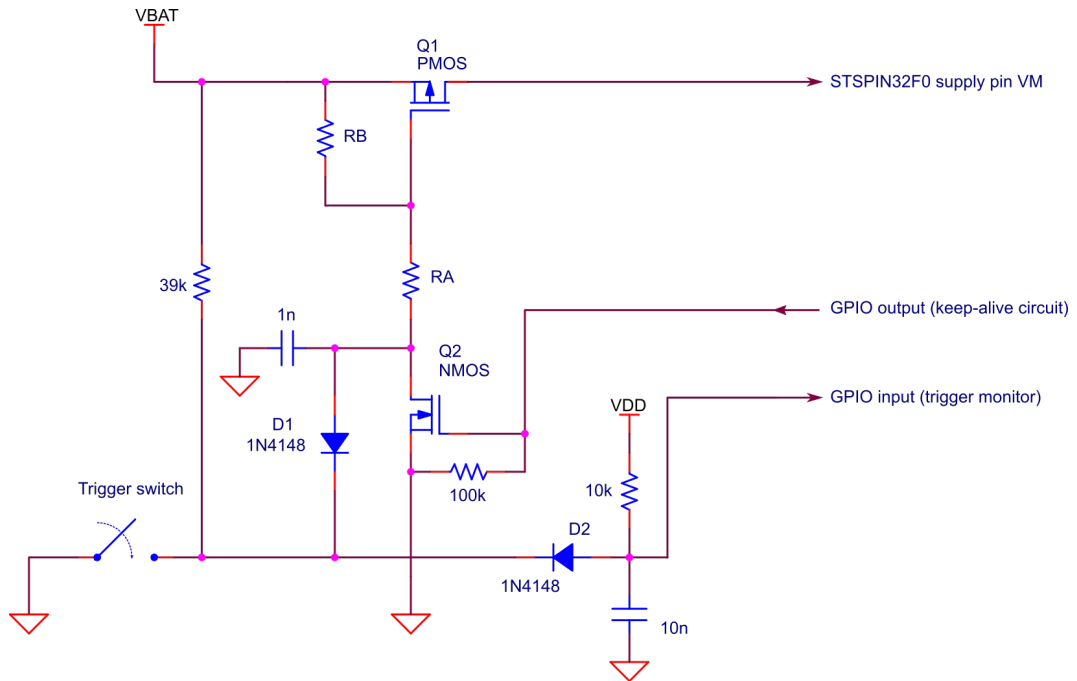 VBAT
Q1
PMOS
STSPIN32F0 supply pin VM
RB
39k
RA
1n
GPIO output (keep-alive circuit)
Q2
NMOS
GPIO input (trigger monitor)
VDD
D1
1N4148
100k
10k
Trigger switch
D2
1N4148
10n